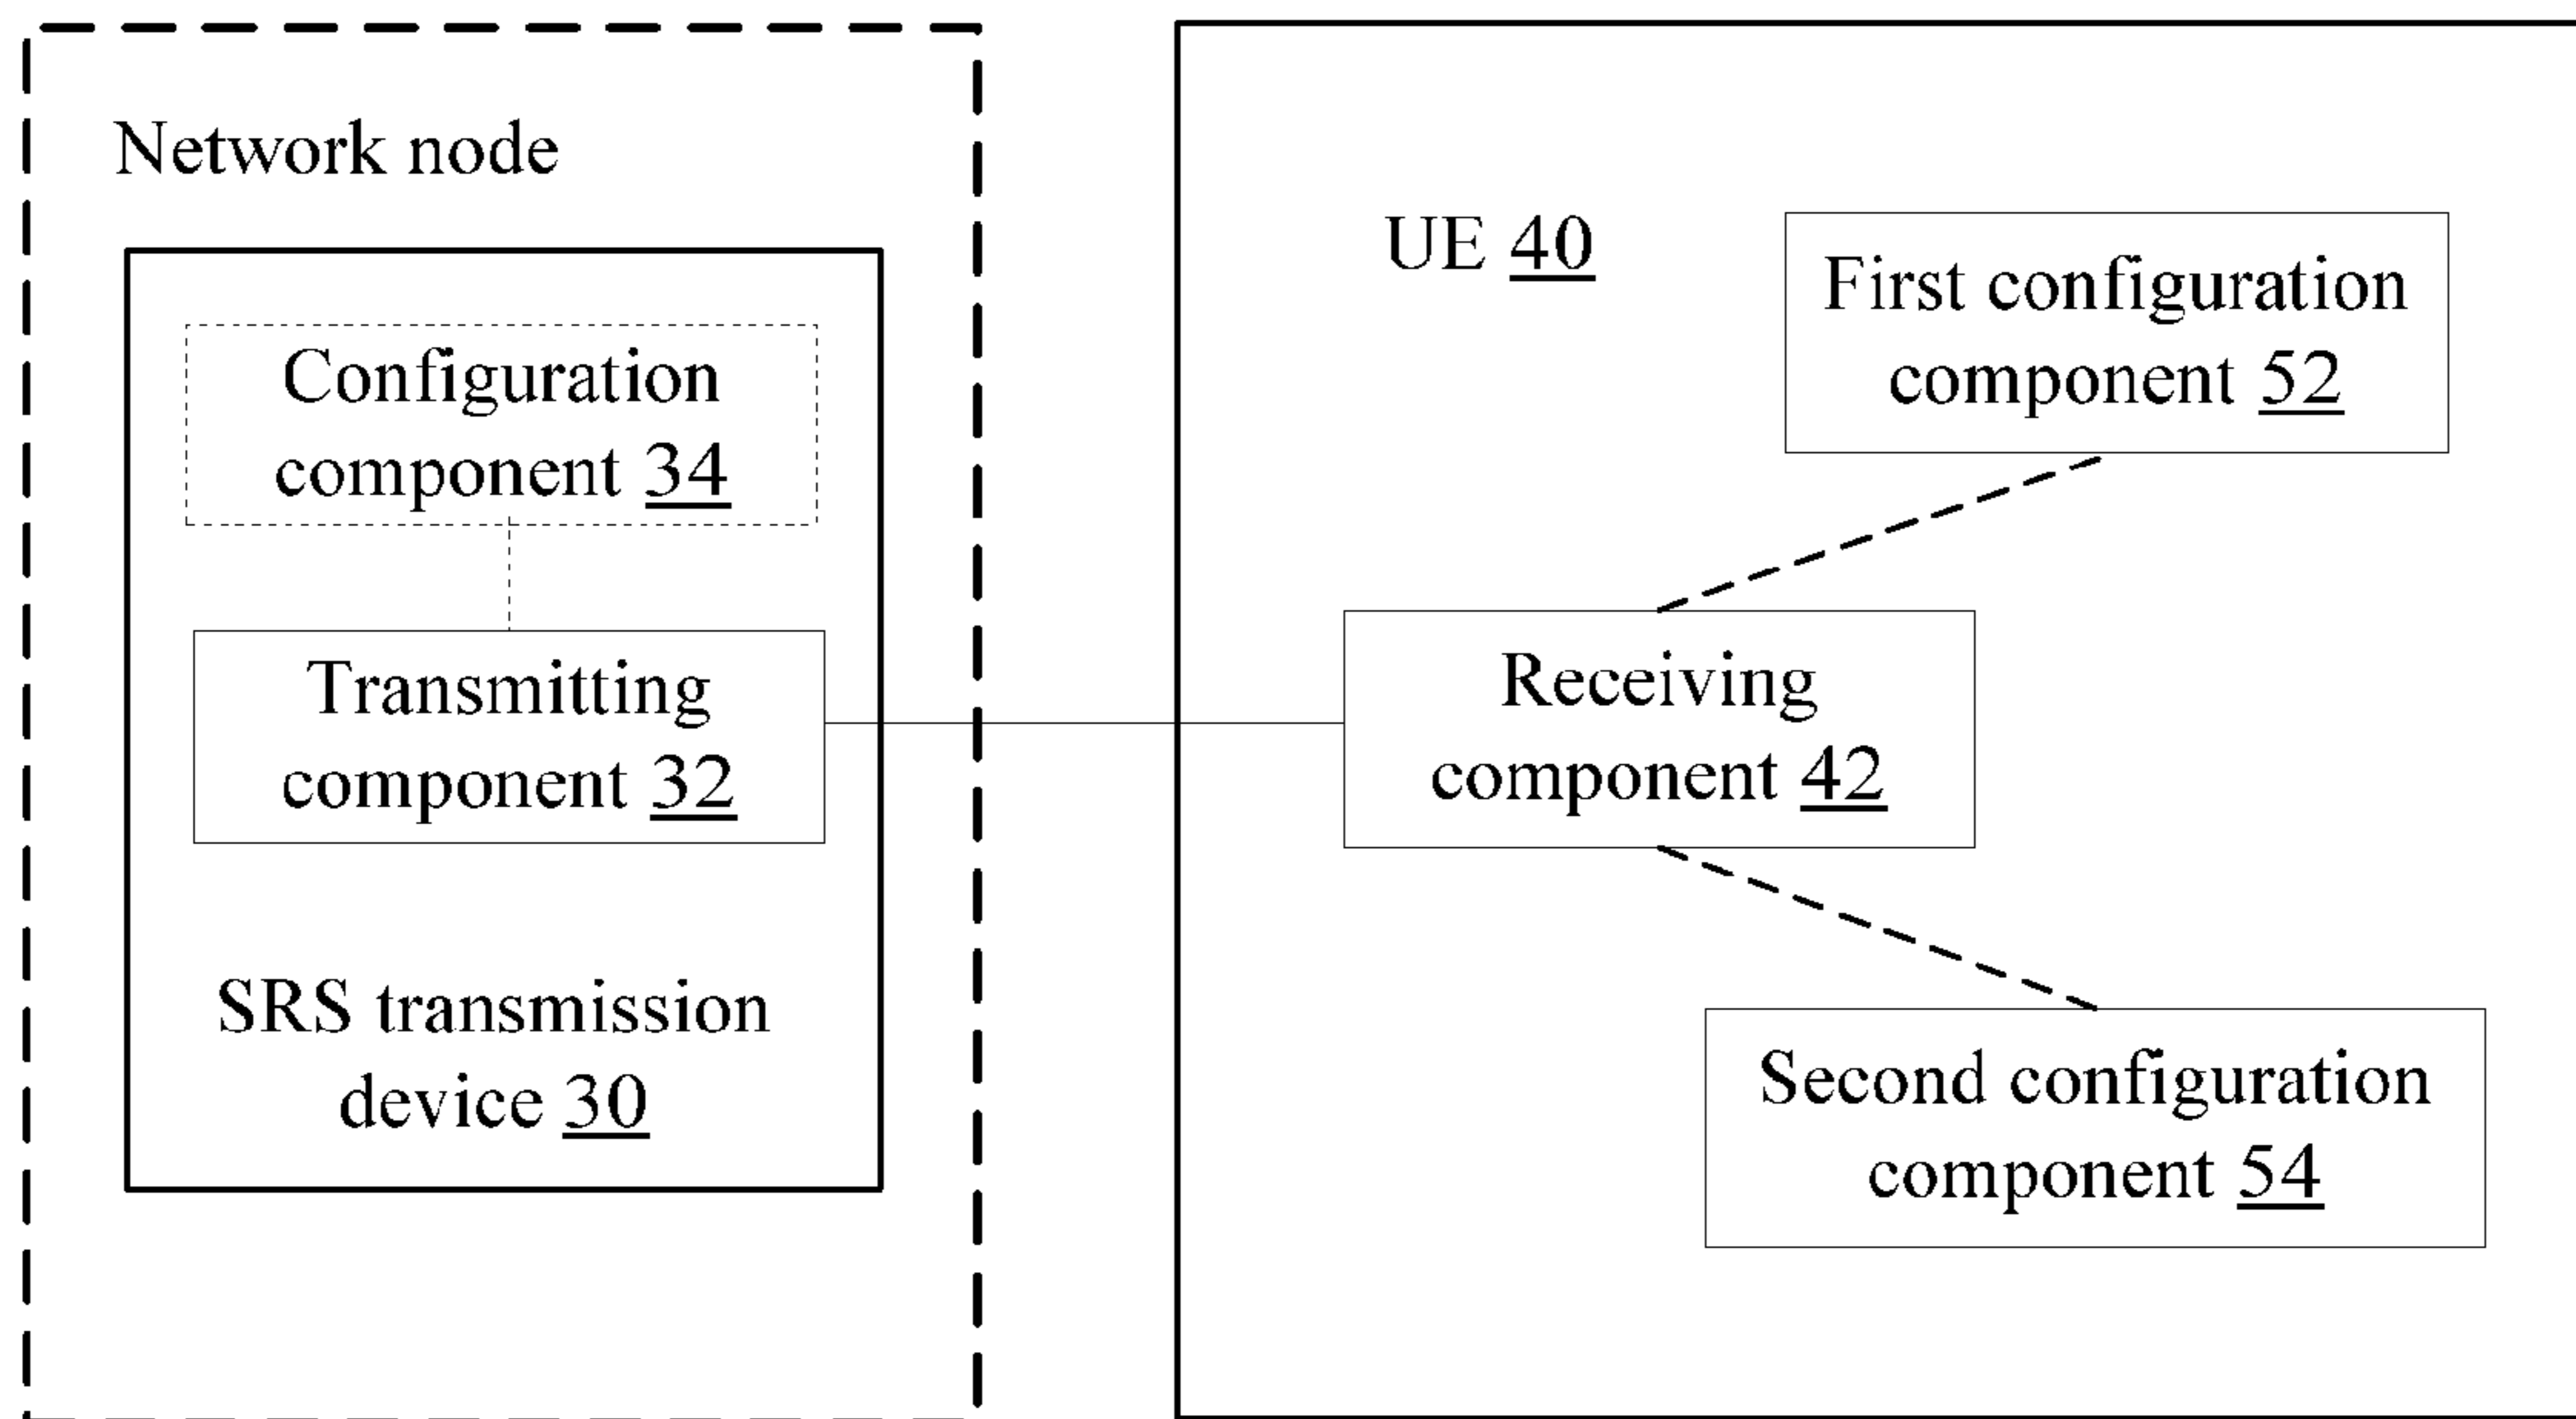 Network node
Configuration
component 34
Transmitting
component 32
SRS transmission
device 30
UE 40
First configuration
component 52
Receiving
component 42
Second configuration
component 54